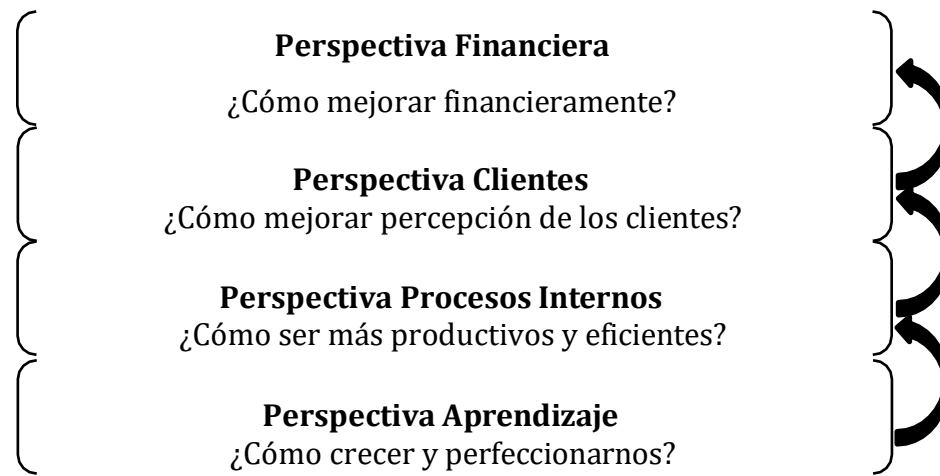 Perspectiva Financiera
¿Cómo mejorar financieramente?
Perspectiva Clientes
¿Cómo mejorar percepción de los clientes?
Perspectiva Procesos Internos
¿Cómo ser más productivos y eficientes?
Perspectiva Aprendizaje
¿Cómo crecer y perfeccionarnos?